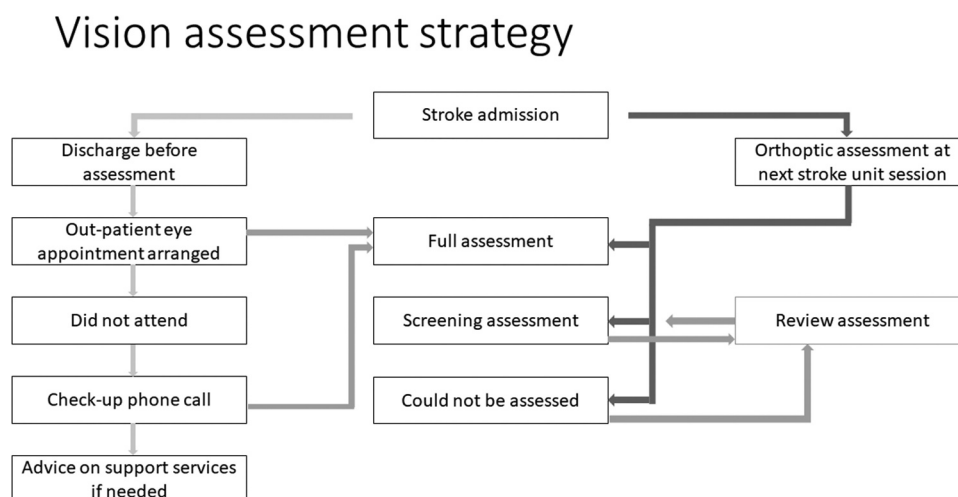 Vision assessment strategy
Stroke admission
Discharge before
assessment
Orthoptic assessment at
next stroke unit session
Out-patient eye
appointment arranged
Full assessment
Did not attend
Screening assessment
Review assessment
Check-up phone call
Could not be assessed
Advice on support services
if needed